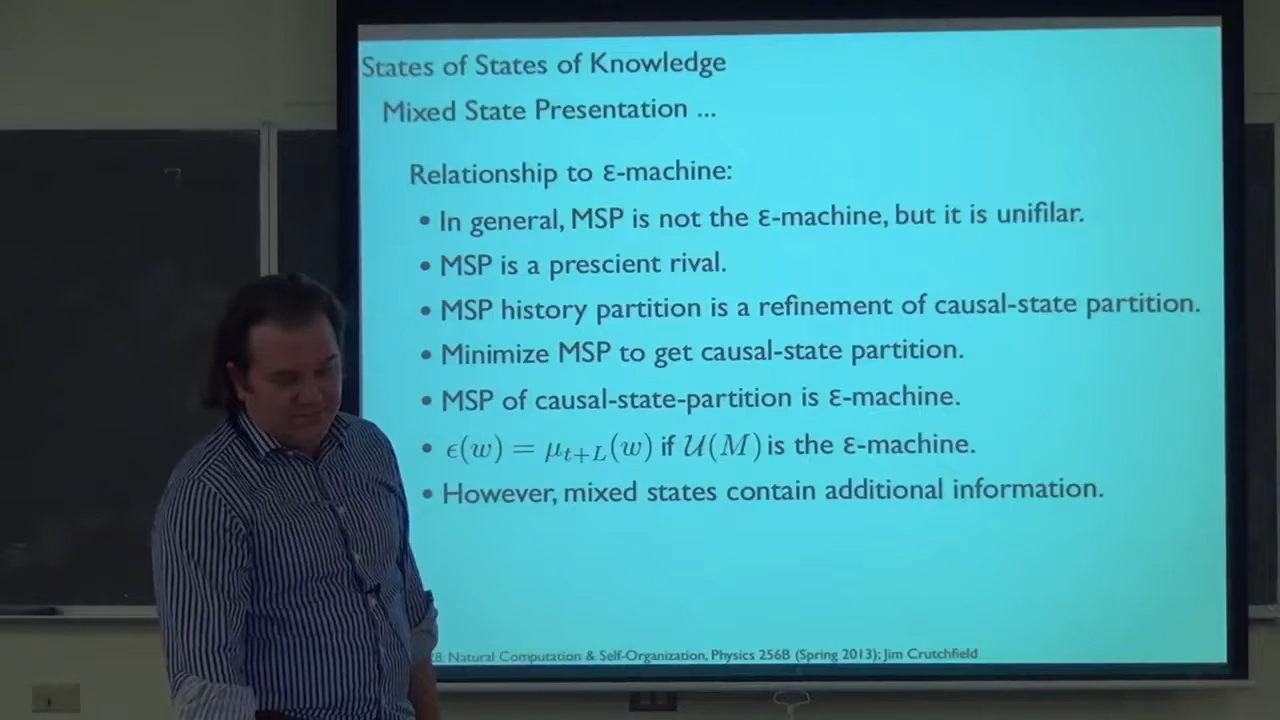 States of States of Knowledge
Mixed State Presentation ...
Relationship to ε-machine:
• In general, MSP is not the ε-machine, but it is unifilar.
• MSP is a prescient rival.
• MSP history partition is a refinement of causal-state partition.
• Minimize MSP to get causal-state partition.
• MSP of causal-state-partition is ε-machine.
• ϵ(w) = μ_{t+L}(w) if 𝒰(M) is the ε-machine.
• However, mixed states contain additional information.
8: Natural Computation & Self-Organization, Physics 256B (Spring 2013); Jim Crutchfield